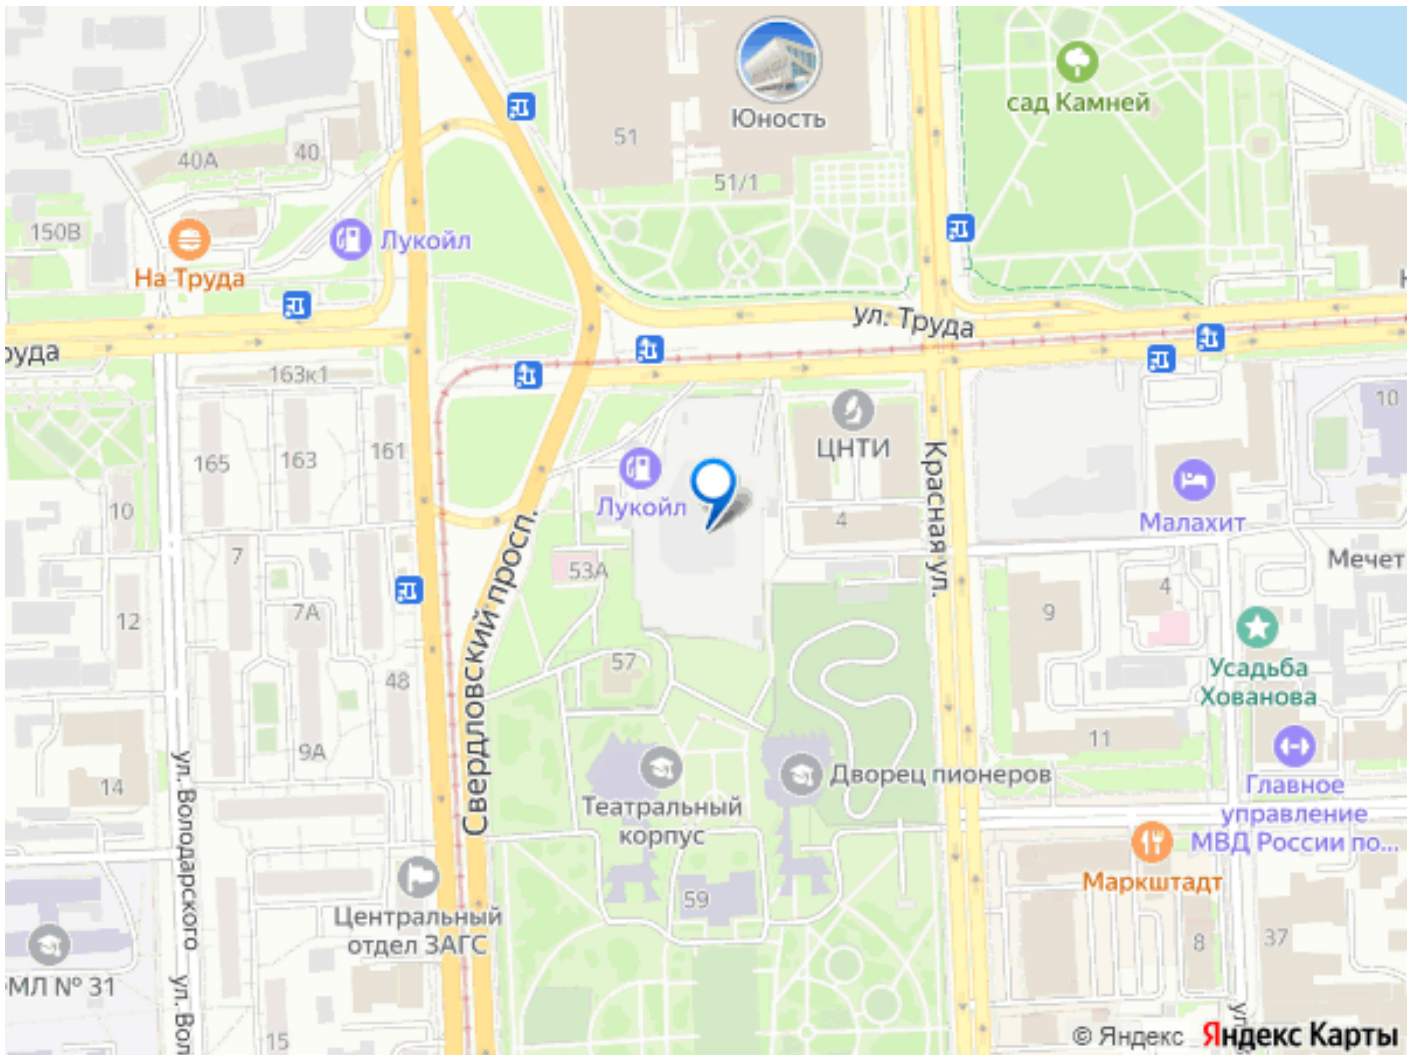 Юность
сад Камней
51
51/1
40А
40
150В
На Труда
Лукойл
ул. Труда
руда
163к1
165
163
161
10
ЦНТИ
Лукойл
4
Красная ул.
10
Малахит
Мечет
7
7А
12
53А
Свердловский просп.
57
9
4
Усадьба
Хованова
48
9А
14
11
ул. Володарского
Театральный
корпус
Дворец пионеров
Главное
управление
МВД России по...
Маркштадт
Центральный
отдел ЗАГС
59
8
37
МЛ № 31
ул. Вол
15
ул
© Яндекс Яндекс Карты